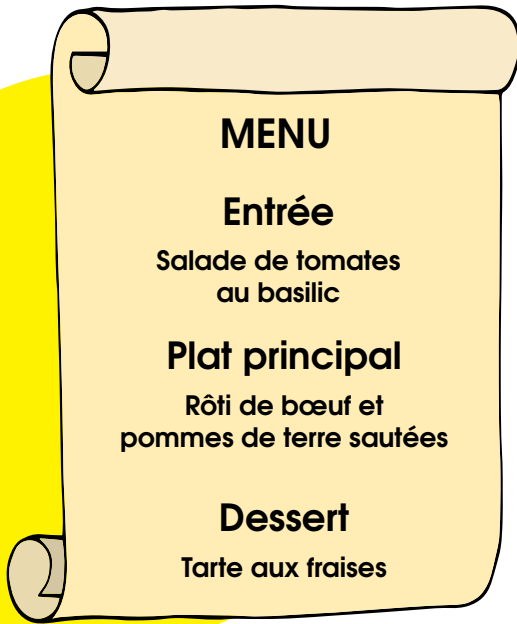 MENU
Entrée
Salade de tomates
au basilic
Plat principal
Rôti de bœuf et
pommes de terre sautées
Dessert
Tarte aux fraises